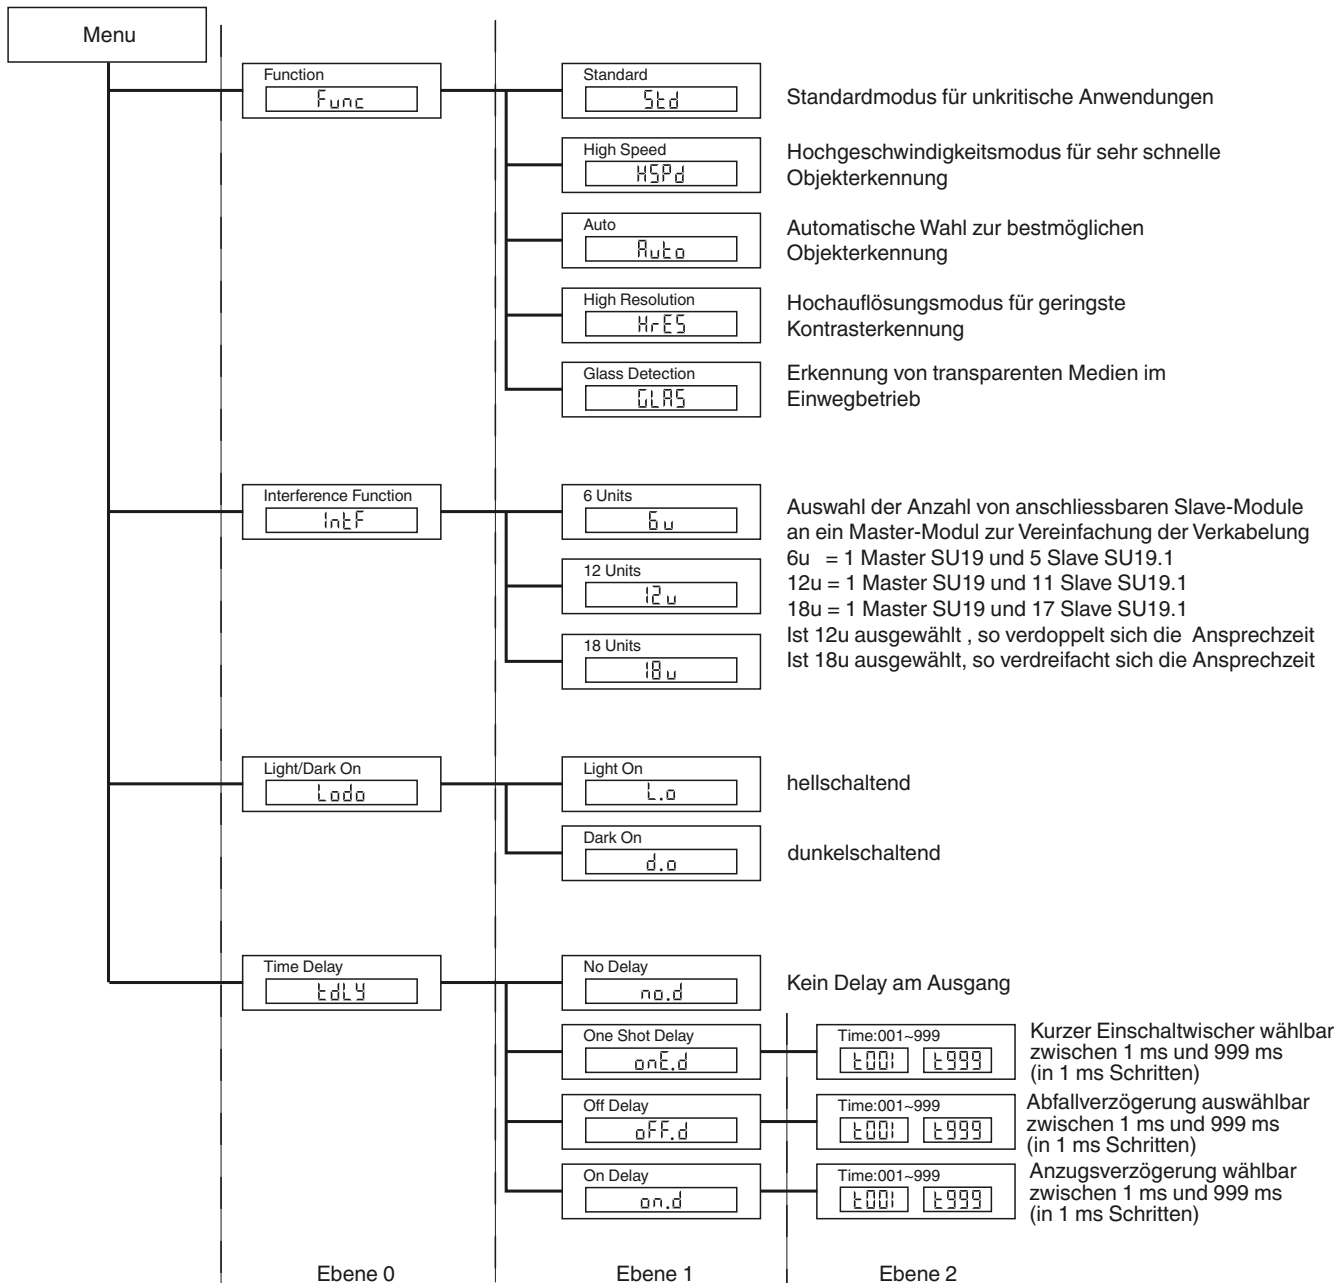 Menu
Function
Func
Standard
Std
Standardmodus für unkritische Anwendungen
High Speed
HSPd
Hochgeschwindigkeitsmodus für sehr schnelle
Objekterkennung
Auto
Auto
Automatische Wahl zur bestmöglichen
Objekterkennung
High Resolution
HrES
Hochauflösungsmodus für geringste
Kontrasterkennung
Glass Detection
GLAS
Erkennung von transparenten Medien im
Einwegbetrieb
Interference Function
IntF
6 Units
6u
12 Units
12u
18 Units
18u
Auswahl der Anzahl von anschliessbaren Slave-Module
an ein Master-Modul zur Vereinfachung der Verkabelung
6u = 1 Master SU19 und 5 Slave SU19.1
12u = 1 Master SU19 und 11 Slave SU19.1
18u = 1 Master SU19 und 17 Slave SU19.1
Ist 12u ausgewählt , so verdoppelt sich die Ansprechzeit
Ist 18u ausgewählt, so verdreifacht sich die Ansprechzeit
Light/Dark On
Lodo
Light On
L.o
hellschaltend
Dark On
d.o
dunkelschaltend
Time Delay
tdLY
No Delay
no.d
Kein Delay am Ausgang
One Shot Delay
onE.d
Time:001~999
t001 t999
Kurzer Einschaltwischer wählbar
zwischen 1 ms und 999 ms
(in 1 ms Schritten)
Off Delay
oFF.d
Time:001~999
t001 t999
Abfallverzögerung auswählbar
zwischen 1 ms und 999 ms
(in 1 ms Schritten)
On Delay
on.d
Time:001~999
t001 t999
Anzugsverzögerung wählbar
zwischen 1 ms und 999 ms
(in 1 ms Schritten)
Ebene 0
Ebene 1
Ebene 2